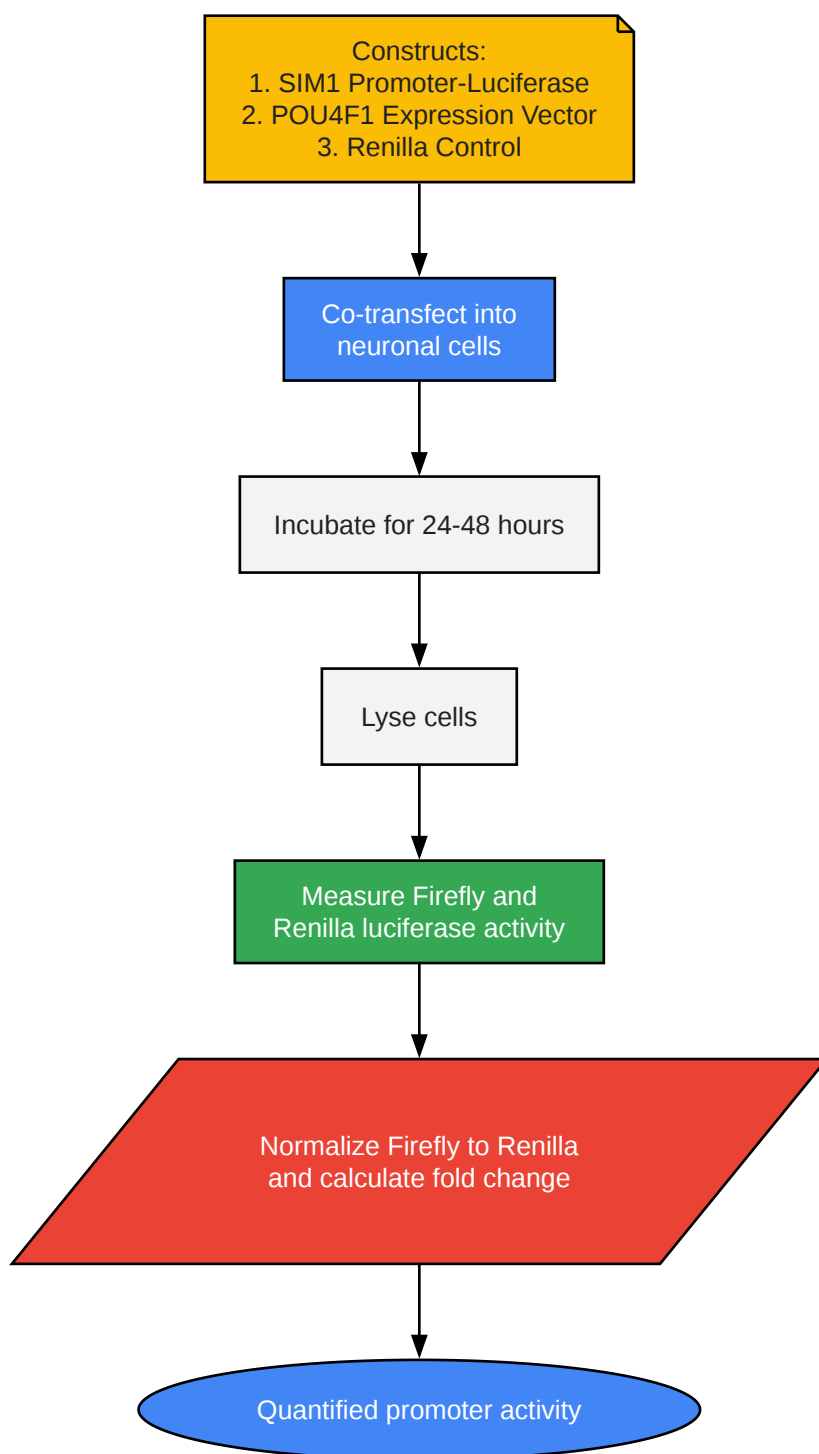 Constructs:
1. SIM1 Promoter-Luciferase
2. POU4F1 Expression Vector
3. Renilla Control
Co-transfect into
neuronal cells
Incubate for 24-48 hours
Lyse cells
Measure Firefly and
Renilla luciferase activity
Normalize Firefly to Renilla
and calculate fold change
Quantified promoter activity